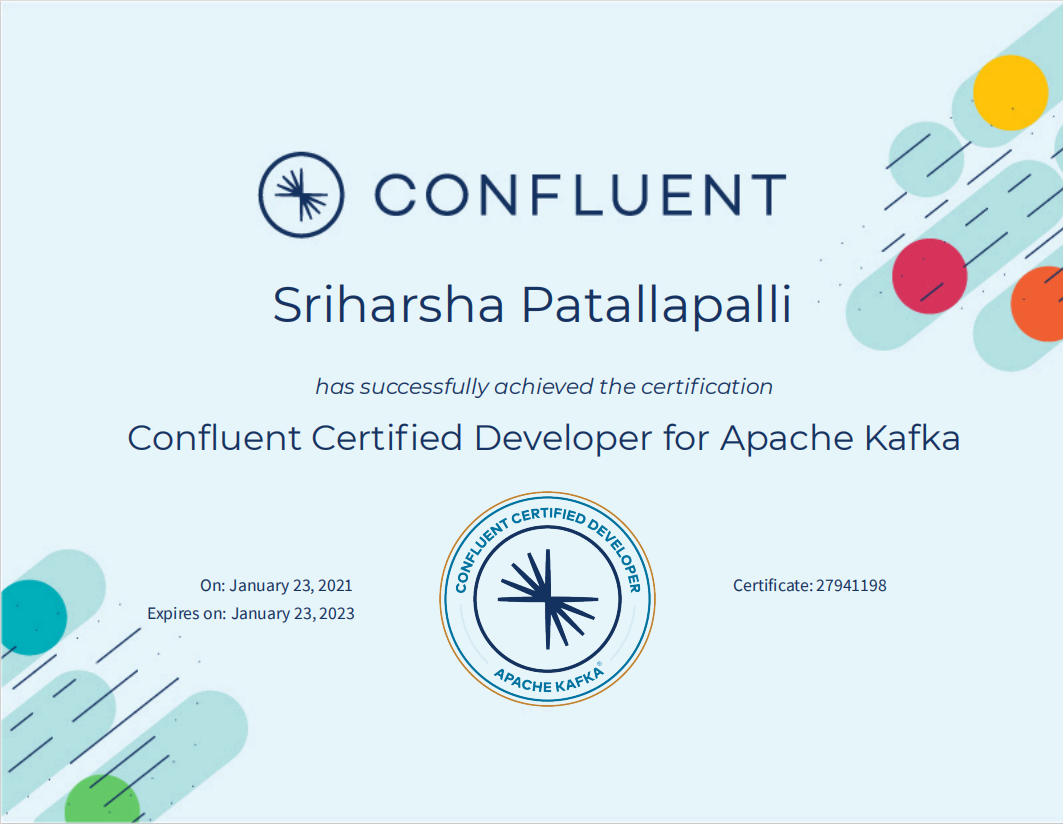 CONFLUENT
Sriharsha Patallapalli
has successfully achieved the certification
Confluent Certified Developer for Apache Kafka
CONFLUENT CERTIFIED DEVELOPER
On: January 23, 2021
Certificate: 27941198
Expires on: January 23, 2023
APACHE KAFKA®